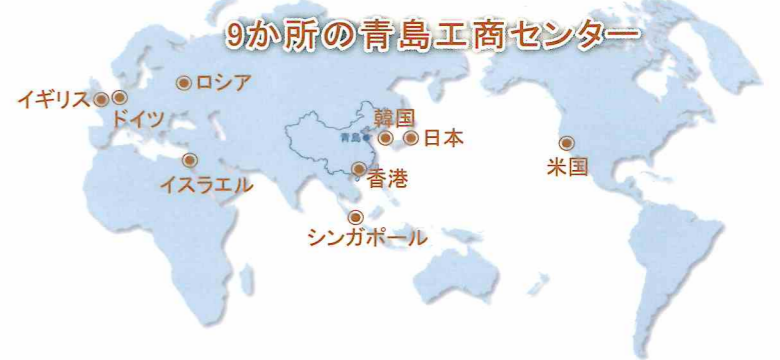 9か所の青島工商センター
ロシア
イギリス
ドイツ
韓国
青島
日本
米国
香港
イスラエル
シンガポール